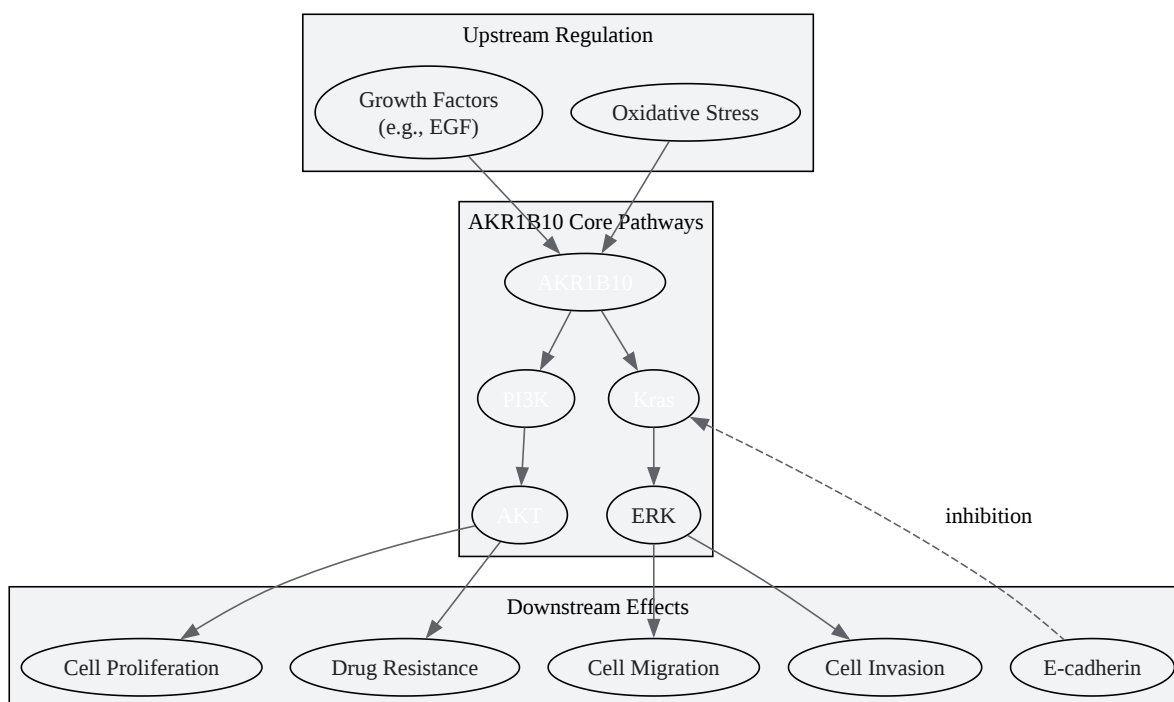 Upstream Regulation
Growth Factors
(e.g., EGF)
Oxidative Stress
AKR1B10 Core Pathways
AKR1B10
PI3K
Kras
AKT
ERK
inhibition
Downstream Effects
Cell Proliferation
Drug Resistance
Cell Migration
Cell Invasion
E-cadherin